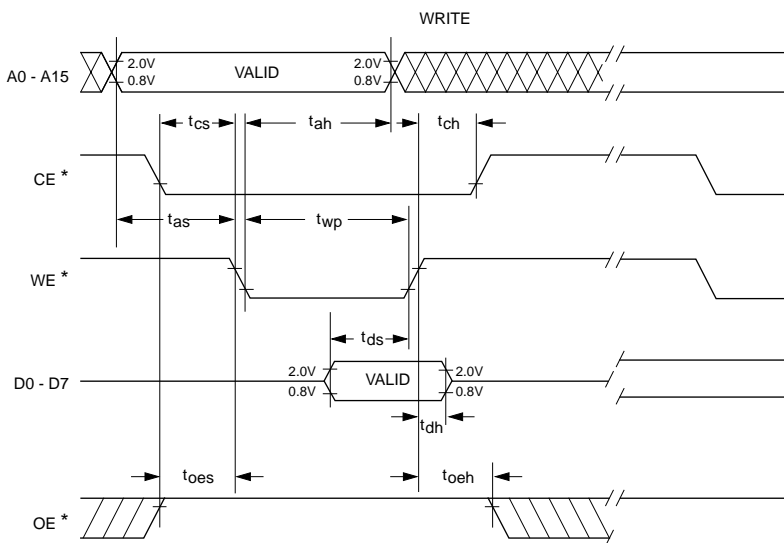 WRITE
A0 - A15
2.0V
0.8V
VALID
2.0V
0.8V
tcs
tah
tch
CE *
tas
twp
WE *
tds
D0 - D7
2.0V
0.8V
VALID
2.0V
0.8V
tdh
toes
toeh
OE *